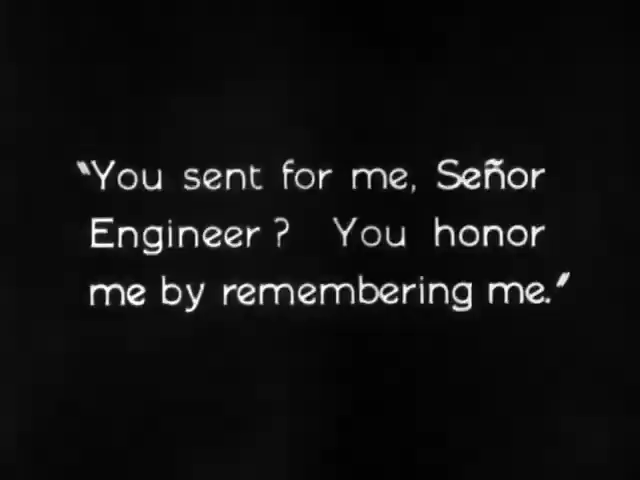 "You sent for me, Señor
Engineer? You honor
me by remembering me."